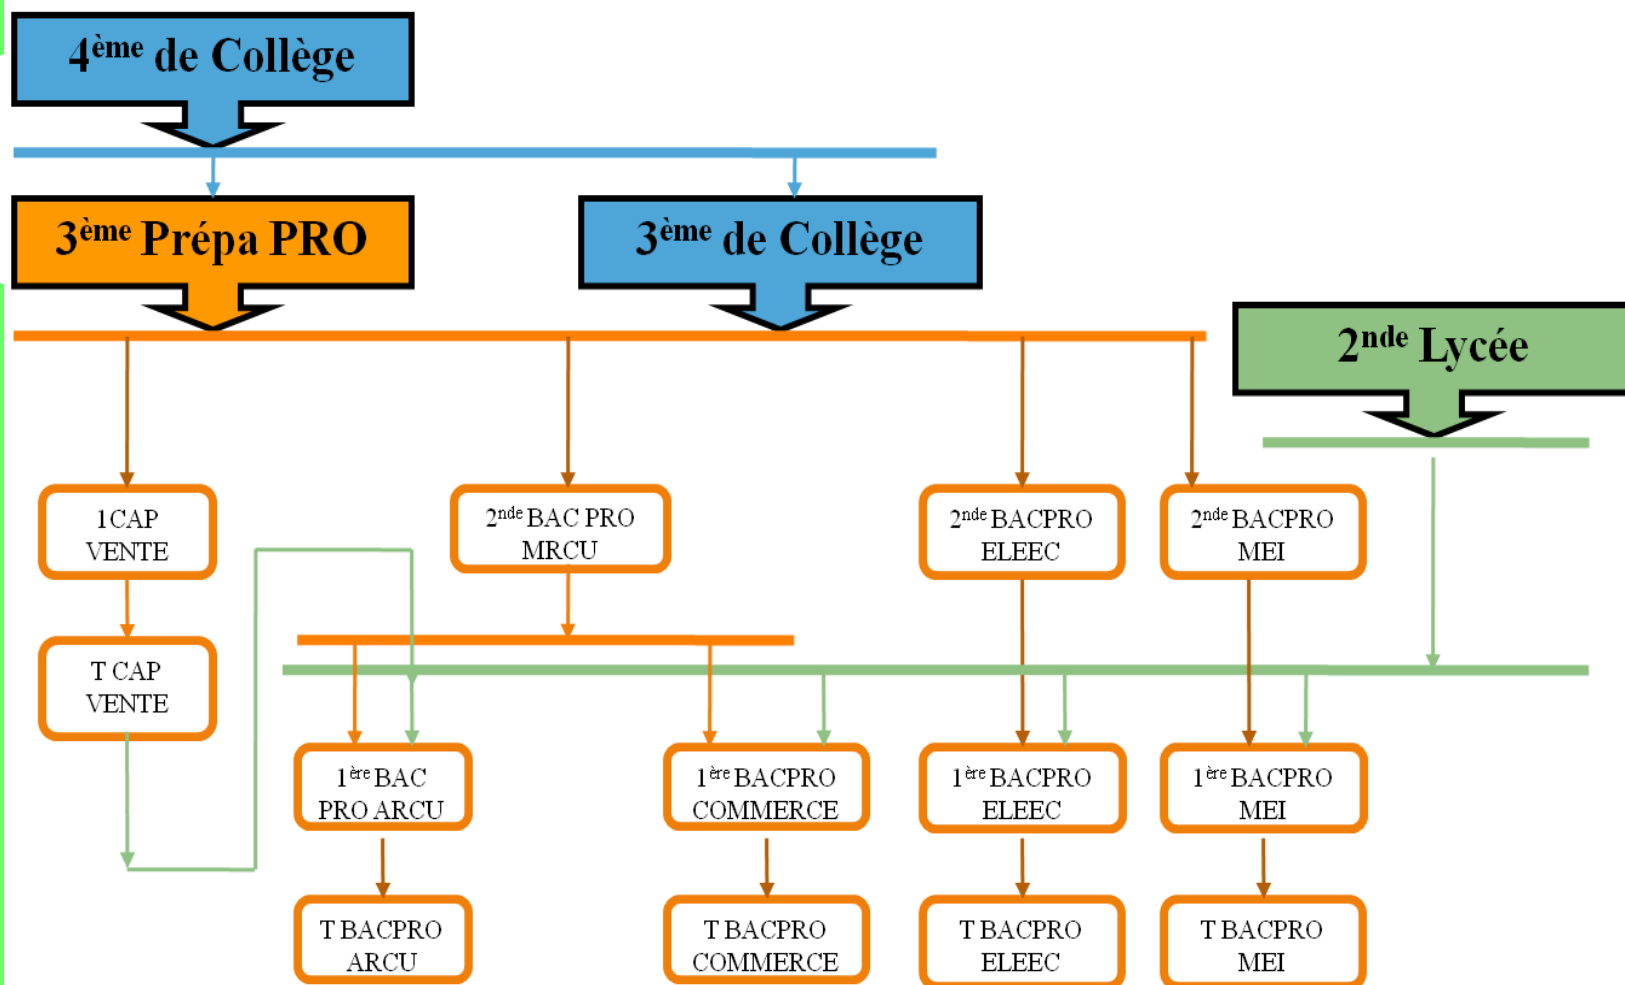 4ème de Collège
3ème Prépa PRO
3ème de Collège
2nde Lycée
1CAP
VENTE
2nde BAC PRO
MRCU
2nde BACPRO
ELEEC
2nde BACPRO
MEI
T CAP
VENTE
1ère BAC
PRO ARCU
1ère BACPRO
COMMERCE
1ère BACPRO
ELEEC
1ère BACPRO
MEI
T BACPRO
ARCU
T BACPRO
COMMERCE
T BACPRO
ELEEC
T BACPRO
MEI